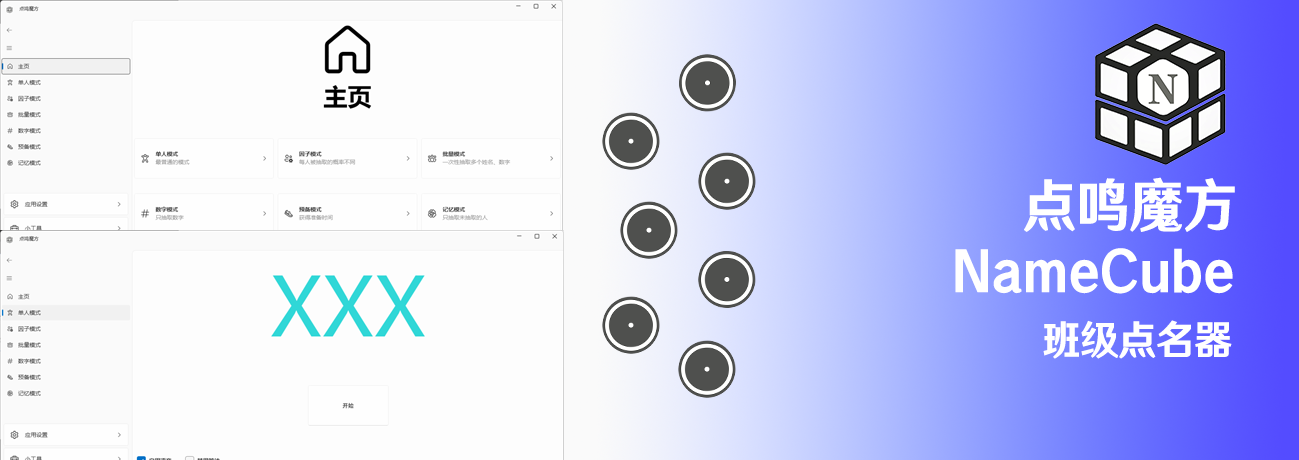 点鸣魔方
主页
单人模式
因子模式
批量模式
数字模式
预备模式
记忆模式
应用设置
小工具
主页
单人模式
最普通的模式
因子模式
每人被抽取的概率不同
批量模式
一次性抽取多个姓名、数字
数字模式
只抽取数字
预备模式
获得准备时间
记忆模式
只抽取未抽取的人
点鸣魔方
主页
单人模式
因子模式
批量模式
数字模式
预备模式
记忆模式
应用设置
小工具
XXX
开始
N
点鸣魔方
NameCube
班级点名器